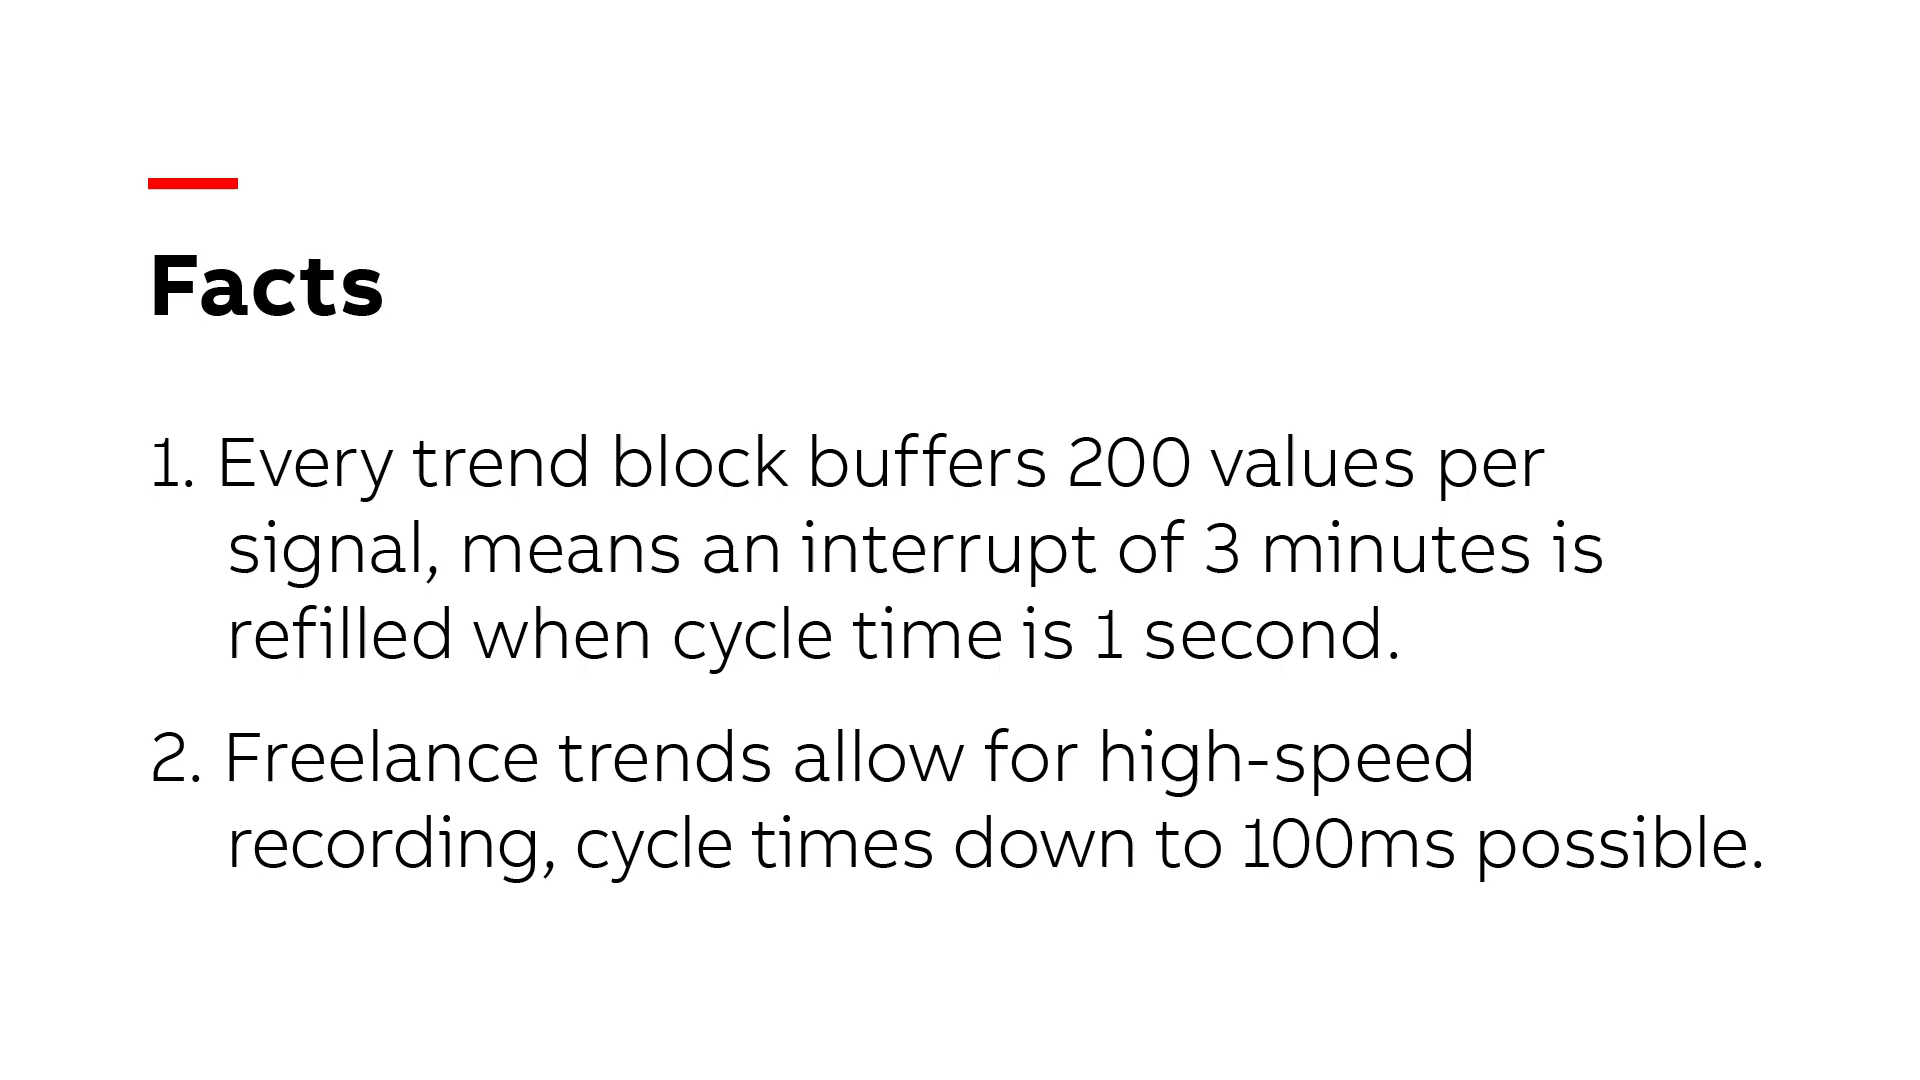 Facts
1. Every trend block buffers 200 values per
signal, means an interrupt of 3 minutes is
refilled when cycle time is 1 second.
2. Freelance trends allow for high-speed
recording, cycle times down to 100ms possible.